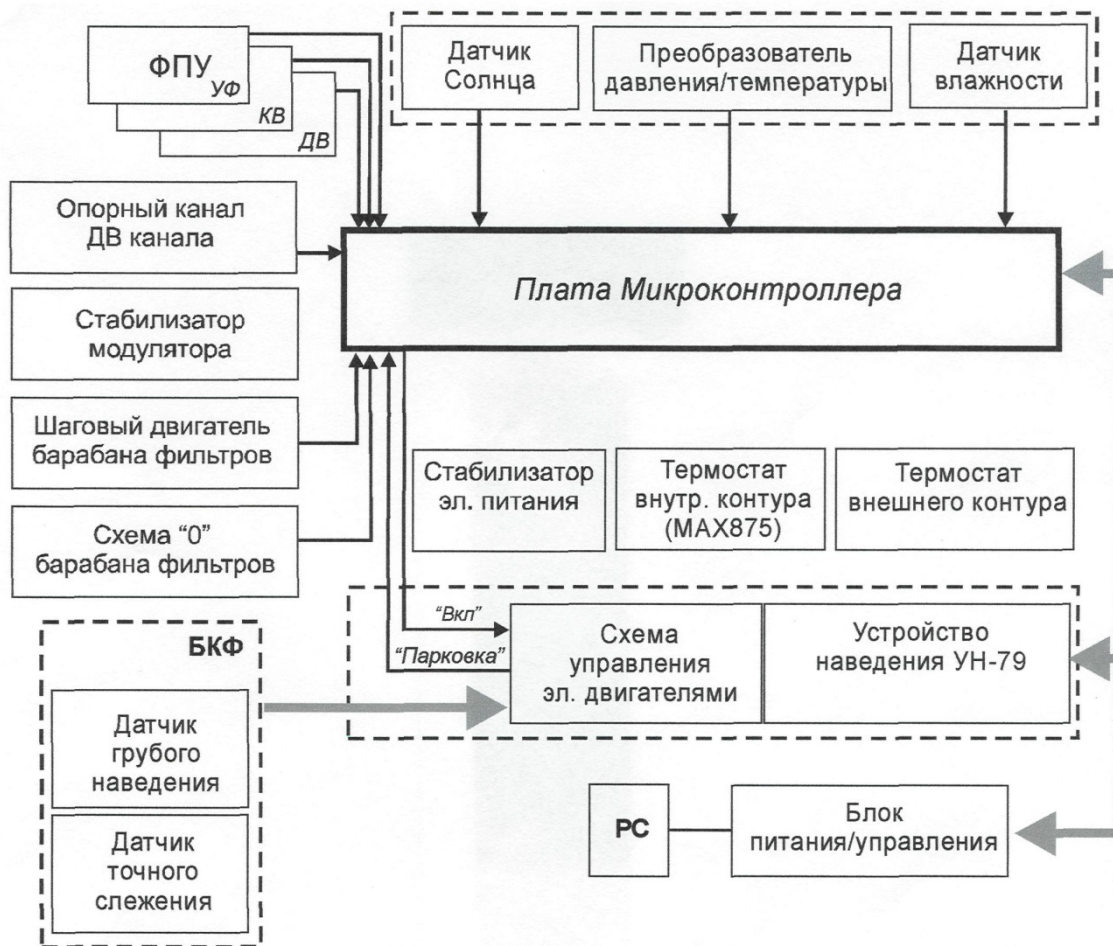 ФПУ
УФ
КВ
ДВ
Датчик
Солнца
Преобразователь
давления/температуры
Датчик
влажности
Опорный канал
ДВ канала
Плата Микроконтроллера
Стабилизатор
модулятора
Шаговый двигатель
барабана фильтров
Схема “0”
барабана фильтров
Стабилизатор
эл. питания
Термостат
внутр. контура
(MAX875)
Термостат
внешнего контура
“Вкл”
“Парковка”
Схема
управления
эл. двигателями
Устройство
наведения УН-79
БКФ
Датчик
грубого
наведения
Датчик
точного
слежения
PC
Блок
питания/управления